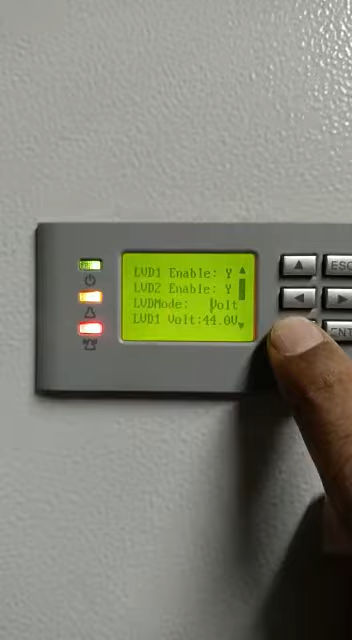 LVD1 Enable: Y
LVD2 Enable: Y
LVDMode: Volt
LVD1 Volt:44.0V
ESC
ENT